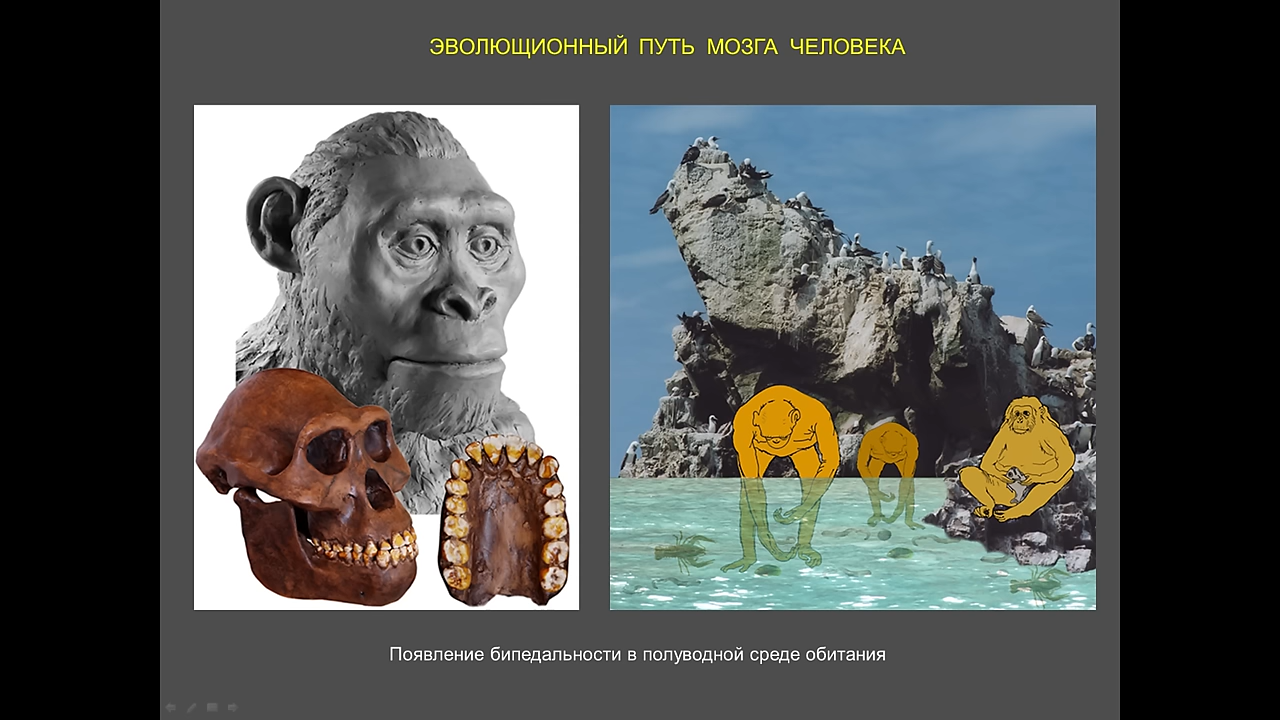 ЭВОЛЮЦИОННЫЙ ПУТЬ МОЗГА ЧЕЛОВЕКА
Появление бипедальности в полуводной среде обитания